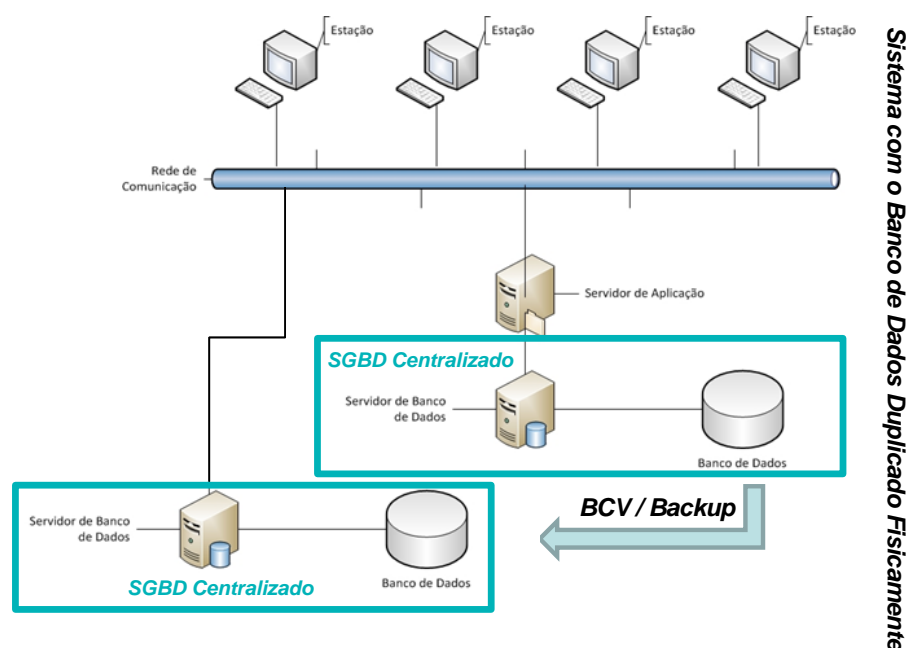 Estação
Estação
Estação
Estação
Rede de
Comunicação
Servidor de Aplicação
SGBD Centralizado
Servidor de Banco
de Dados
Banco de Dados
BCV / Backup
Servidor de Banco
de Dados
Banco de Dados
SGBD Centralizado
Sistema com o Banco de Dados Duplicado Fisicamente